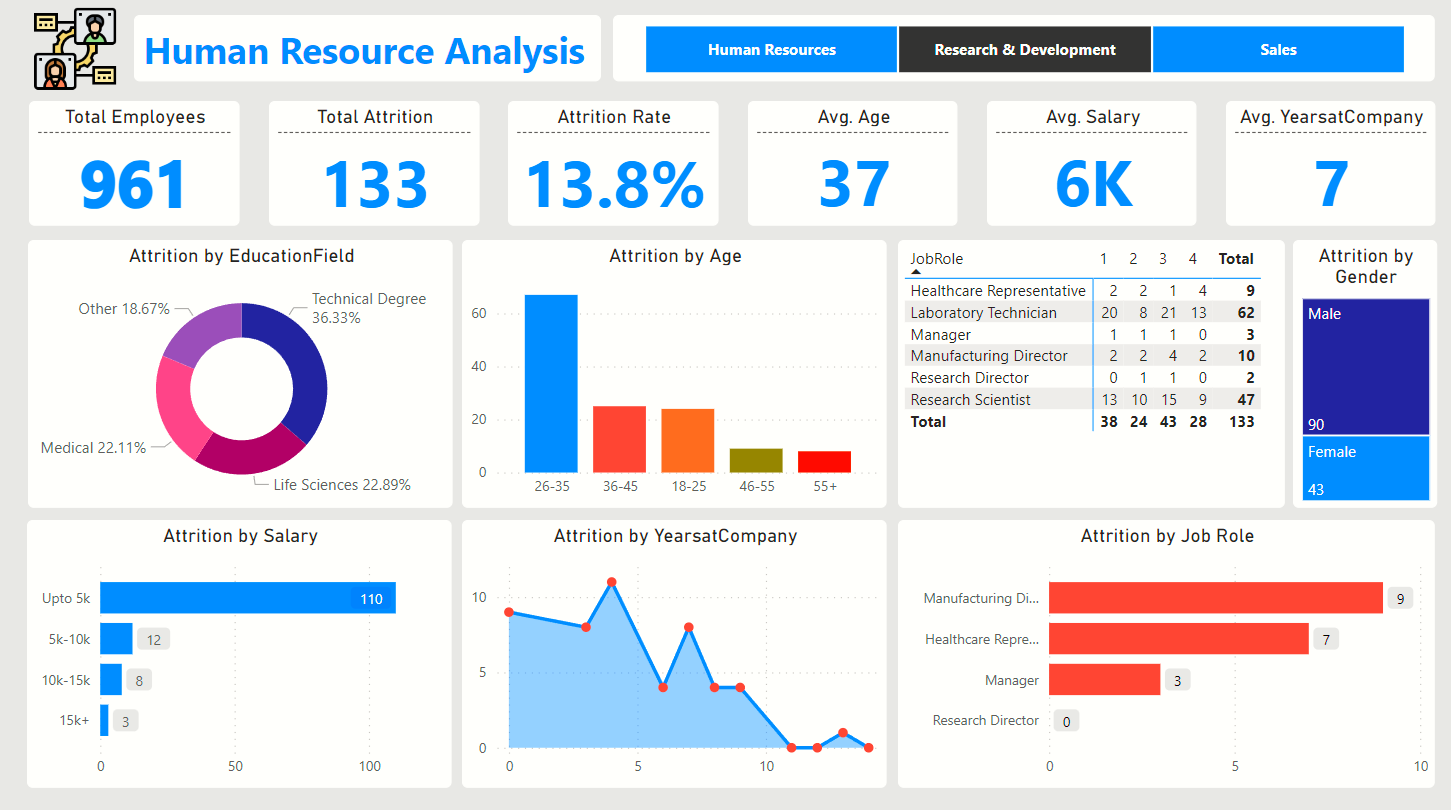 Human Resource Analysis
Human Resources
Research & Development
Sales
Total Employees
961
Total Attrition
133
Attrition Rate
13.8%
Avg. Age
37
Avg. Salary
6K
Avg. YearsatCompany
7
Attrition by EducationField
Other 18.67%
Technical Degree
36.33%
Medical 22.11%
Life Sciences 22.89%
Attrition by Age
60
40
20
0
26-35 36-45 18-25 46-55 55+
JobRole 1 2 3 4 Total
Healthcare Representative 2 2 1 4 9
Laboratory Technician 20 8 21 13 62
Manager 1 1 1 0 3
Manufacturing Director 2 2 4 2 10
Research Director 0 1 1 0 2
Research Scientist 13 10 15 9 47
Total 38 24 43 28 133
Attrition by
Gender
Male
90
Female
43
Attrition by Salary
Upto 5k 110
5k-10k 12
10k-15k 8
15k+ 3
0 50 100
Attrition by YearsatCompany
10
5
0
0 5 10
Attrition by Job Role
Manufacturing Di... 9
Healthcare Repre... 7
Manager 3
Research Director 0
0 5 10